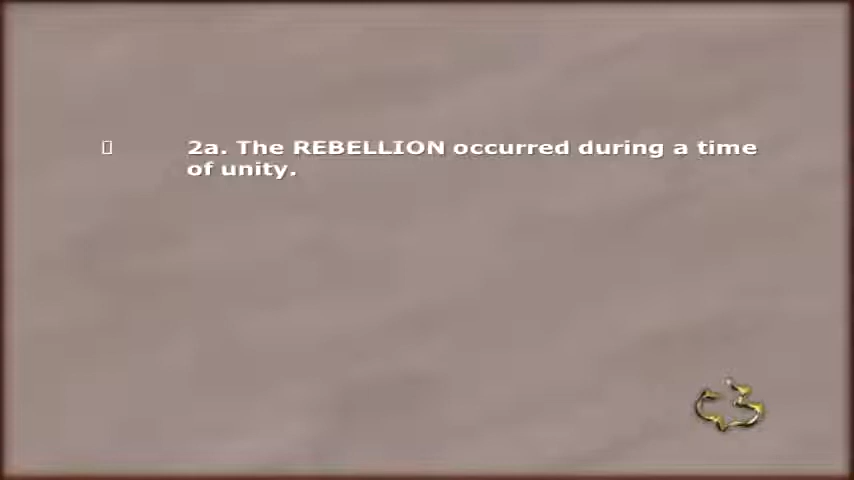 2a. The REBELLION occurred during a time
of unity.